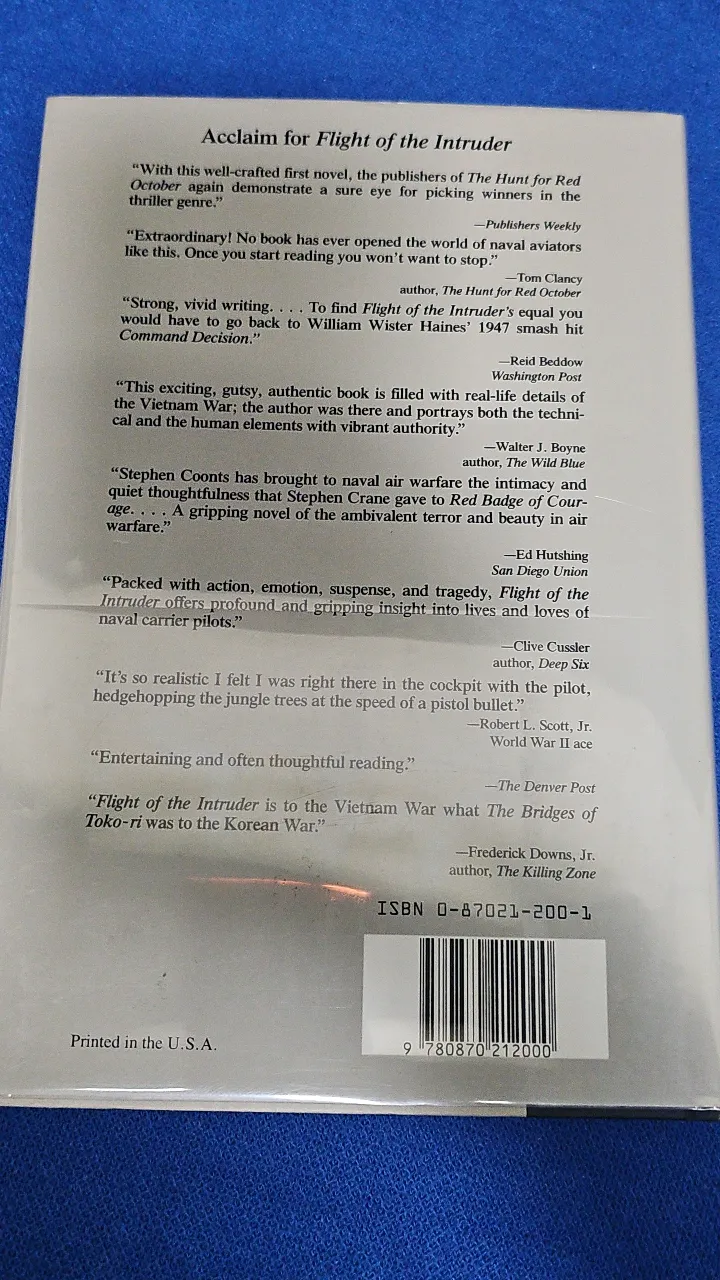 Acclaim for Flight of the Intruder
“With this well-crafted first novel, the publishers of The Hunt for Red
October again demonstrate a sure eye for picking winners in the
thriller genre.”
—Publishers Weekly
“Extraordinary! No book has ever opened the world of naval aviators
like this. Once you start reading you won’t want to stop.”
—Tom Clancy
author, The Hunt for Red October
“Strong, vivid writing. . . . To find Flight of the Intruder’s equal you
would have to go back to William Wister Haines’ 1947 smash hit
Command Decision.”
—Reid Beddow
Washington Post
“This exciting, gutsy, authentic book is filled with real-life details of
the Vietnam War; the author was there and portrays both the techni-
cal and the human elements with vibrant authority.”
—Walter J. Boyne
author, The Wild Blue
“Stephen Coonts has brought to naval air warfare the intimacy and
quiet thoughtfulness that Stephen Crane gave to Red Badge of Cour-
age. . . . A gripping novel of the ambivalent terror and beauty in air
warfare.”
—Ed Hutshing
San Diego Union
“Packed with action, emotion, suspense, and tragedy, Flight of the
Intruder offers profound and gripping insight into lives and loves of
naval carrier pilots.”
—Clive Cussler
author, Deep Six
“It’s so realistic I felt I was right there in the cockpit with the pilot,
hedgehopping the jungle trees at the speed of a pistol bullet.”
—Robert L. Scott, Jr.
World War II ace
“Entertaining and often thoughtful reading.”
—The Denver Post
“Flight of the Intruder is to the Vietnam War what The Bridges of
Toko-ri was to the Korean War.”
—Frederick Downs, Jr.
author, The Killing Zone
ISBN 0-87021-200-1
9 780870 212000
Printed in the U.S.A.